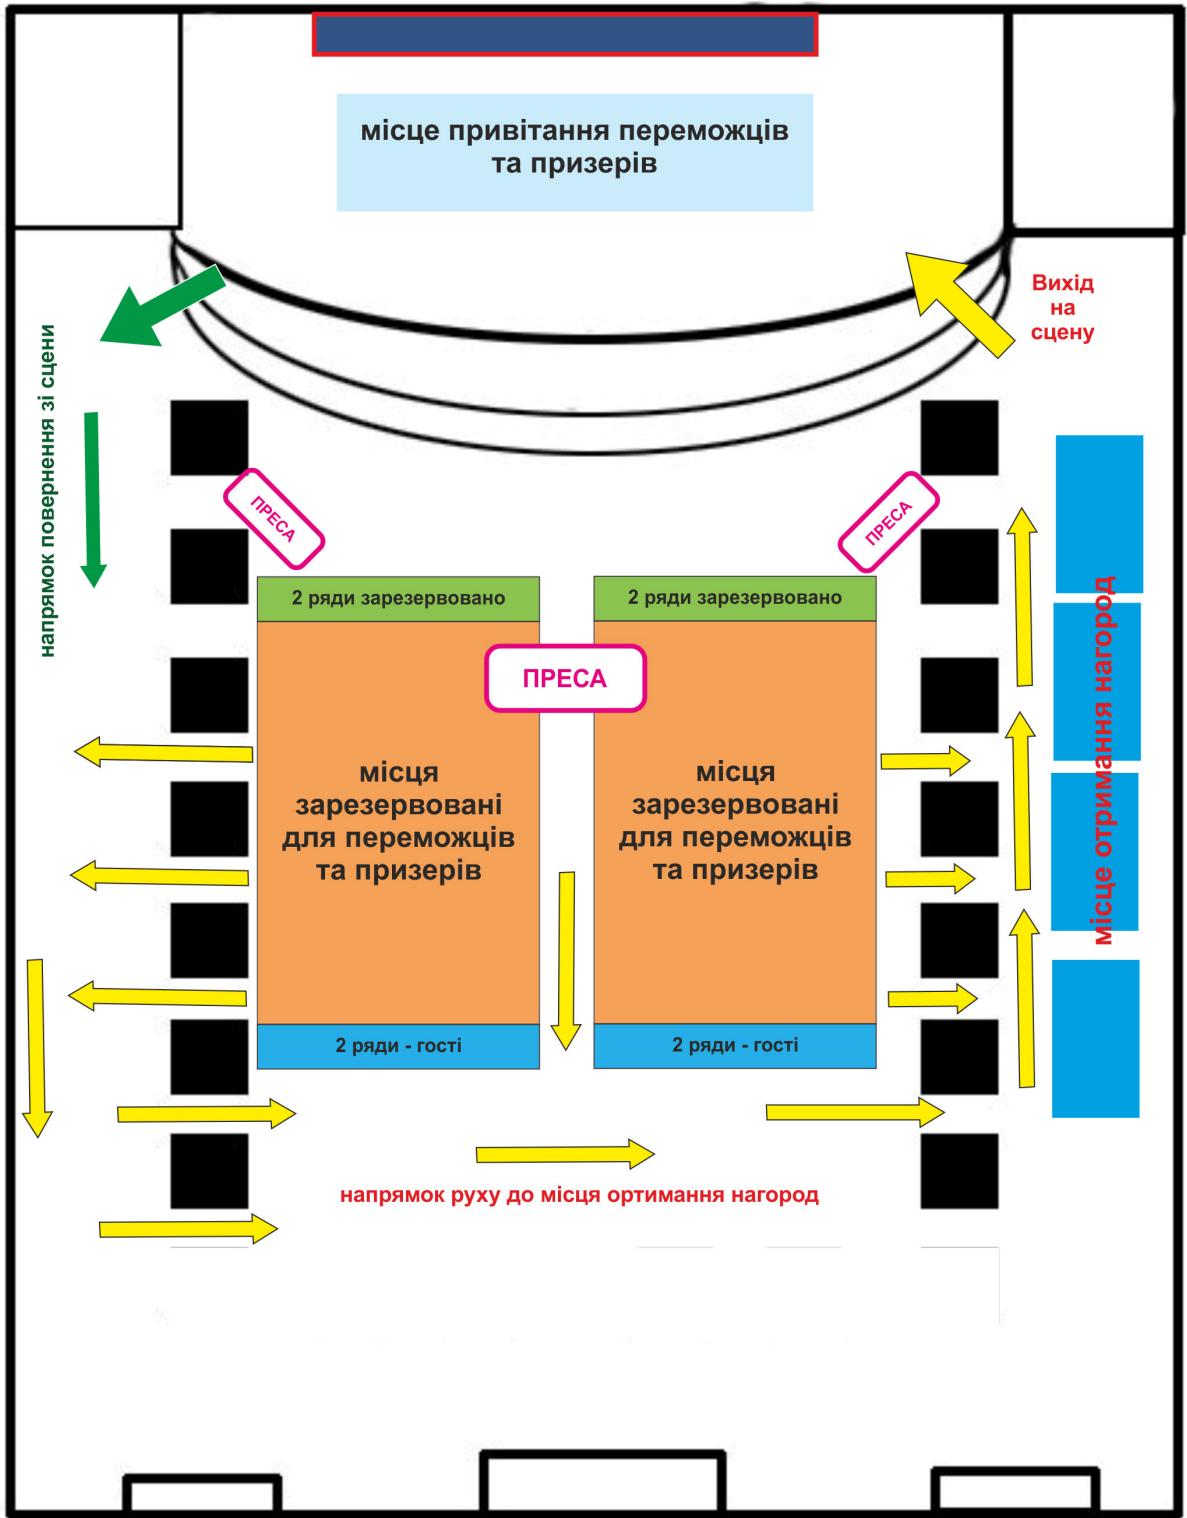 місце привітання переможців
та призерів
Вихід
на
сцену
напрямок повернення зі сцени
ПРЕСА
ПРЕСА
2 ряди зарезервовано
2 ряди зарезервовано
ПРЕСА
місця
зарезервовані
для переможців
та призерів
місця
зарезервовані
для переможців
та призерів
місце отримання нагород
2 ряди - гості
2 ряди - гості
напрямок руху до місця ортимання нагород